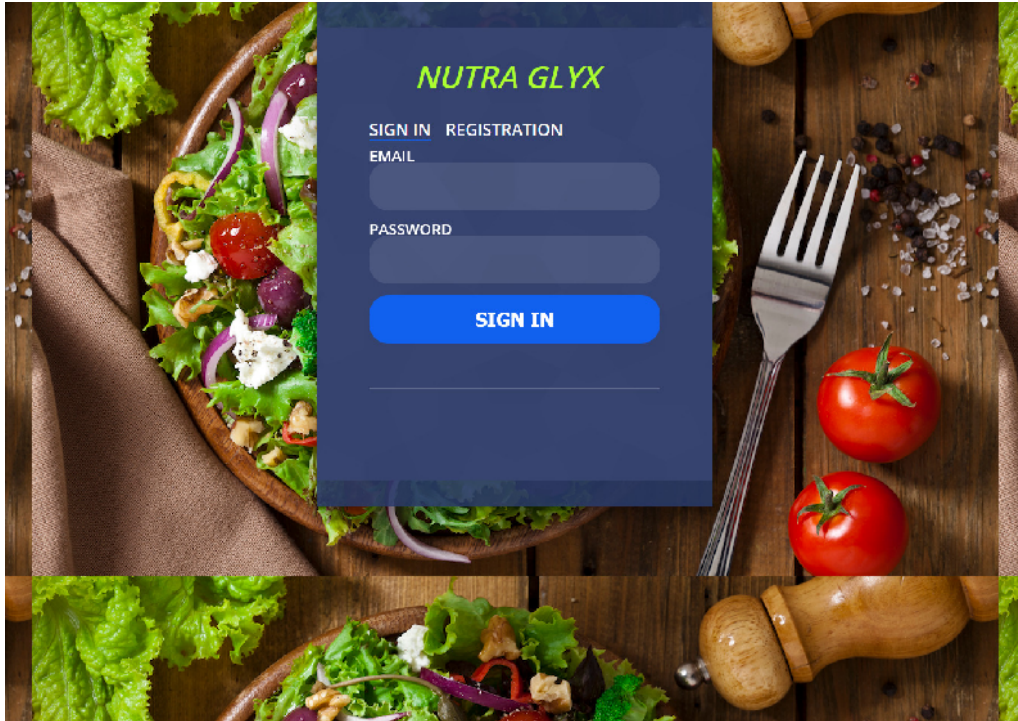 NUTRA GLYX
SIGN IN REGISTRATION
EMAIL
PASSWORD
SIGN IN